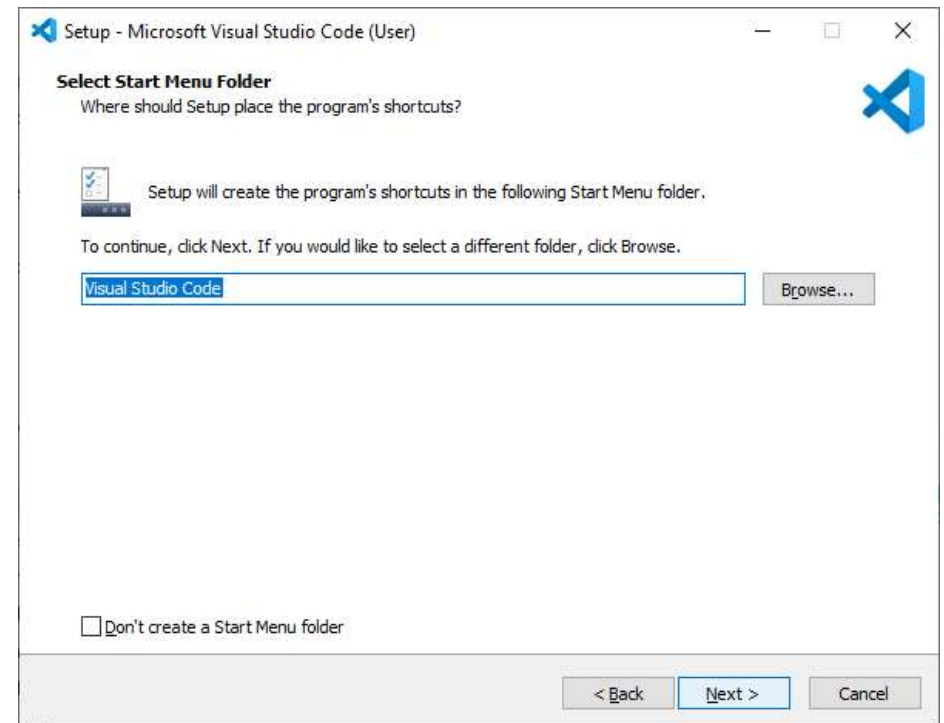 Setup - Microsoft Visual Studio Code (User)
Select Start Menu Folder
Where should Setup place the program's shortcuts?
Setup will create the program's shortcuts in the following Start Menu folder.
To continue, click Next. If you would like to select a different folder, click Browse.
Visual Studio Code
Browse...
Don't create a Start Menu folder
< Back
Next >
Cancel